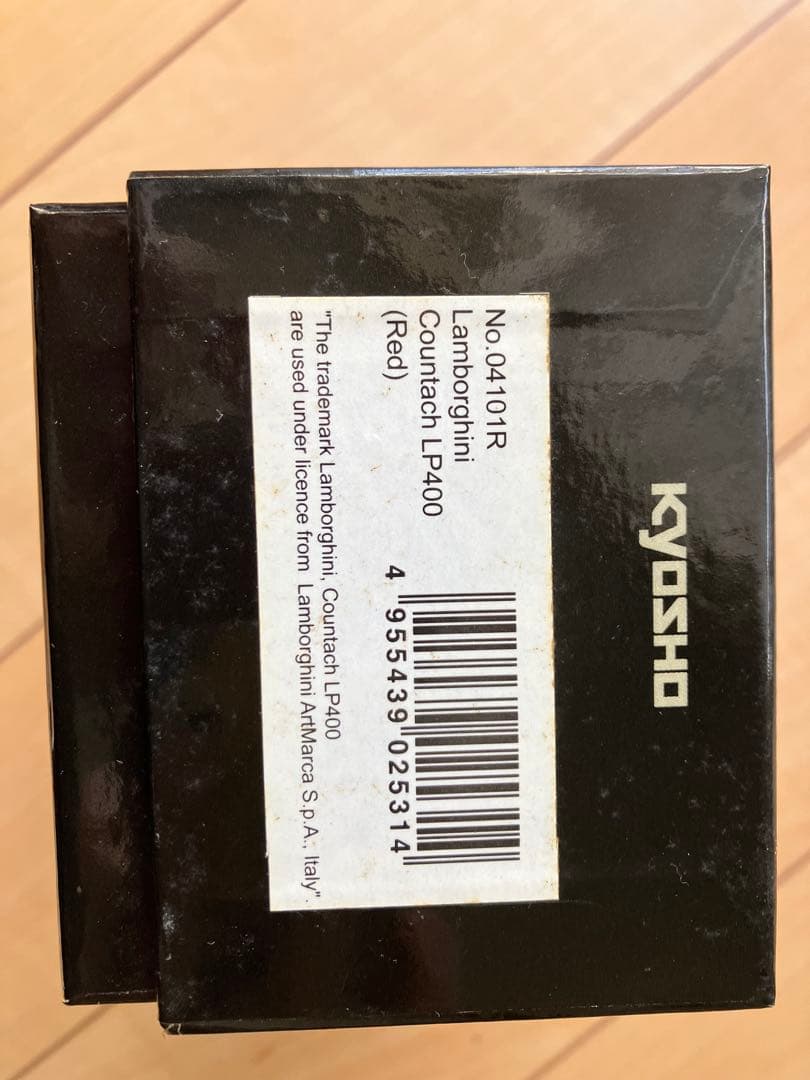 KYOSHO
No.04101R
Lamborghini
Countach LP400
(Red)
4 955439 025314
"The trademark Lamborghini, Countach LP400
are used under licence from Lamborghini ArtMarca S.p.A., Italy".